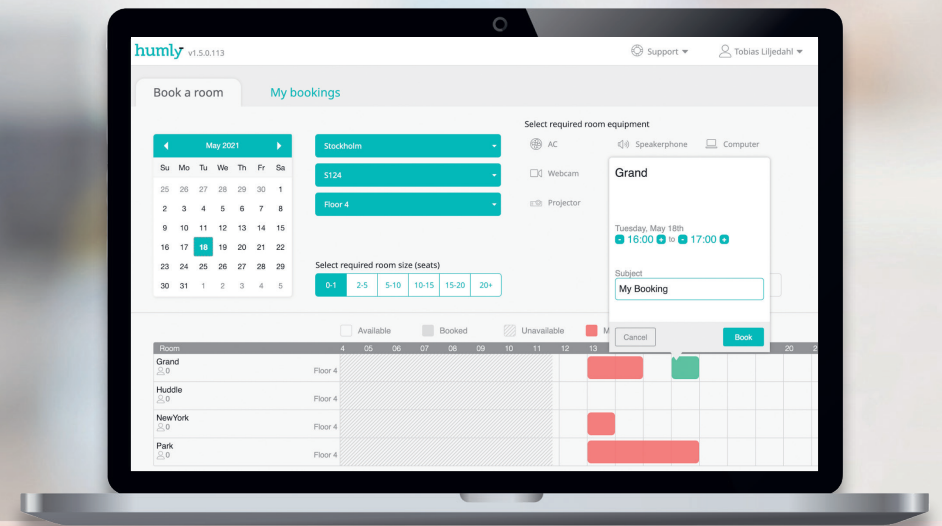 humly v1.5.0.113
Support
Tobias Liljedahl
Book a room
My bookings
Select required room equipment
AC
Speakerphone
Computer
Webcam
Projector
May 2021
Su Mo Tu We Th Fr Sa
25 26 27 28 29 30 1
2 3 4 5 6 7 8
9 10 11 12 13 14 15
16 17 18 19 20 21 22
23 24 25 26 27 28 29
30 31 1 2 3 4 5
Stockholm
S124
Floor 4
Select required room size (seats)
0-1 2-5 5-10 10-15 15-20 20+
Grand
Tuesday, May 18th
- 16:00 + to - 17:00 +
Subject
My Booking
Cancel
Book
Available
Booked
Unavailable
M
Room
4 05 06 07 08 09 10 11 12 13 20 2
Grand
0
Floor 4
Huddle
0
Floor 4
NewYork
0
Floor 4
Park
0
Floor 4